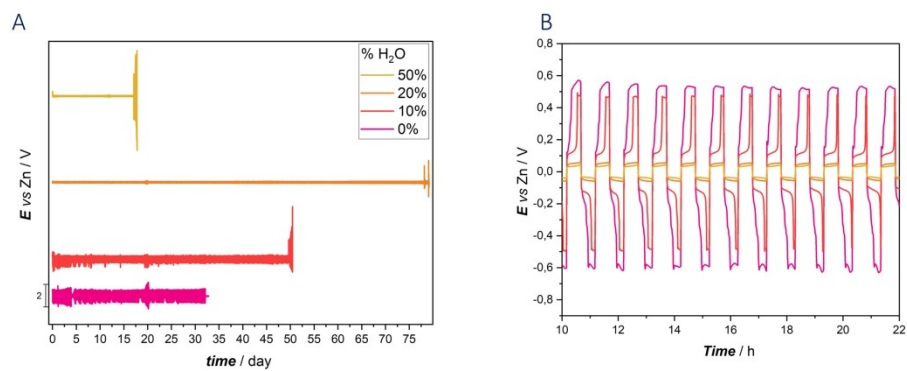 A
% H₂O
50%
20%
10%
0%
E vs Zn / V
2
0 5 10 15 20 25 30 35 40 45 50 55 60 65 70 75
time / day
B
0,8
0,6
0,4
0,2
0,0
-0,2
-0,4
-0,6
-0,8
E vs Zn / V
10 12 14 16 18 20 22
Time / h